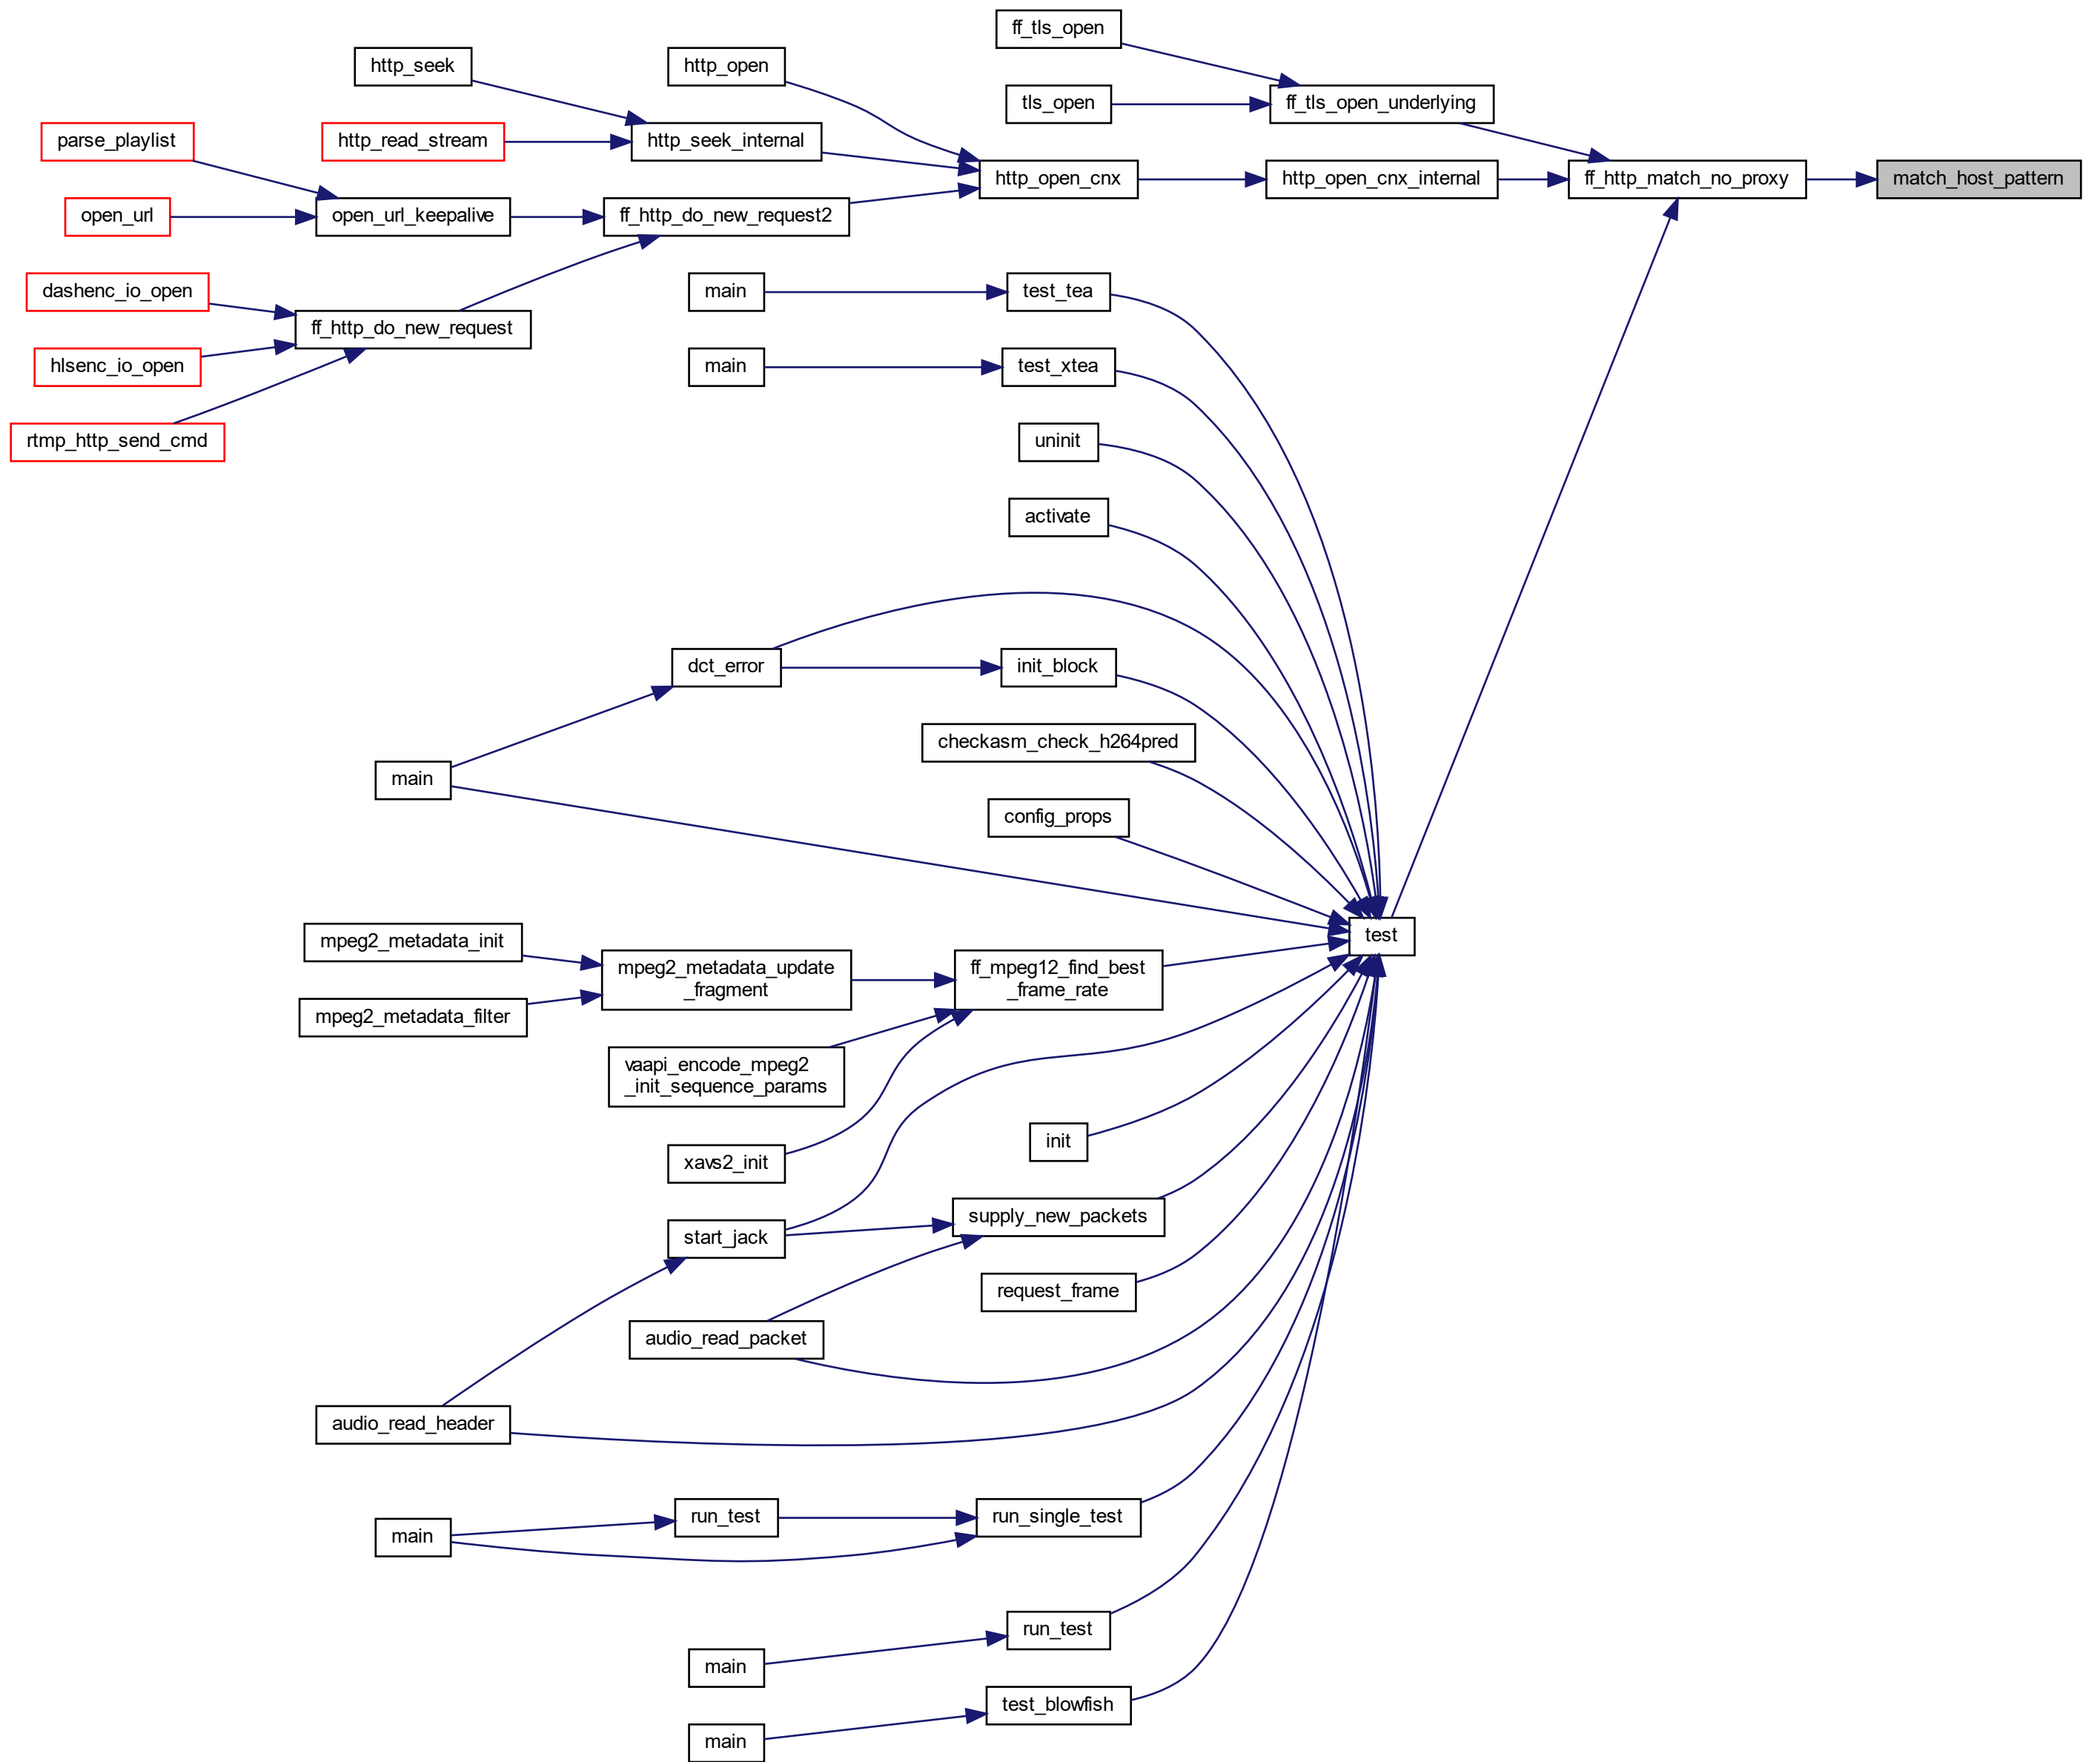 ff_tls_open
http_seek
http_open
tls_open
ff_tls_open_underlying
parse_playlist
http_read_stream
http_seek_internal
http_open_cnx
http_open_cnx_internal
ff_http_match_no_proxy
match_host_pattern
open_url
open_url_keepalive
ff_http_do_new_request2
dashenc_io_open
main
test_tea
ff_http_do_new_request
hlsenc_io_open
main
test_xtea
rtmp_http_send_cmd
uninit
activate
dct_error
init_block
checkasm_check_h264pred
main
config_props
test
mpeg2_metadata_init
mpeg2_metadata_update
_fragment
ff_mpeg12_find_best
_frame_rate
mpeg2_metadata_filter
vaapi_encode_mpeg2
_init_sequence_params
init
xavs2_init
supply_new_packets
start_jack
request_frame
audio_read_packet
audio_read_header
run_test
run_single_test
main
run_test
main
test_blowfish
main